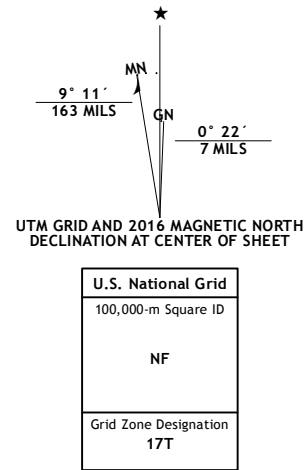 ★
MN
9° 11´
163 MILS
GN
0° 22´
7 MILS
UTM GRID AND 2016 MAGNETIC NORTH
DECLINATION AT CENTER OF SHEET
U.S. National Grid
100,000-m Square ID
NF
Grid Zone Designation
17T